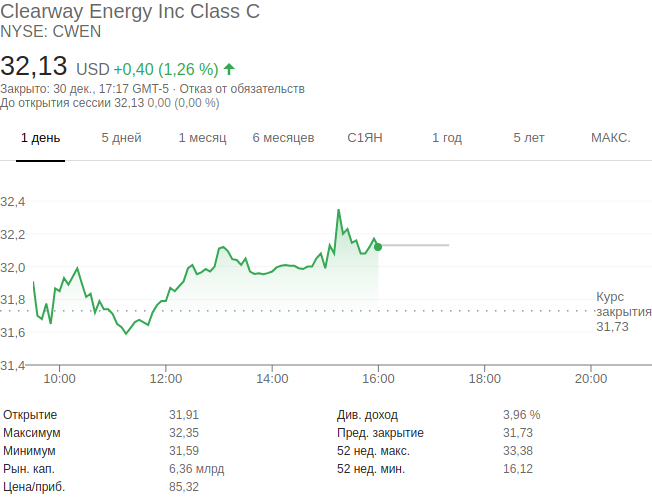 Clearway Energy Inc Class C
NYSE: CWEN
32,13 USD +0,40 (1,26 %)
Закрыто: 30 дек., 17:17 GMT-5 · Отказ от обязательств
До открытия сессии 32,13 0,00 (0,00 %)
1 день 5 дней 1 месяц 6 месяцев С1ЯН 1 год 5 лет МАКС.
32,4
32,2
32,0
31,8
31,6
31,4
Курс
закрытия
31,73
10:00 12:00 14:00 16:00 18:00 20:00
Открытие 31,91 Див. доход 3,96 %
Максимум 32,35 Пред. закрытие 31,73
Минимум 31,59 52 нед. макс. 33,38
Рын. кап. 6,36 млрд 52 нед. мин. 16,12
Цена/приб. 85,32